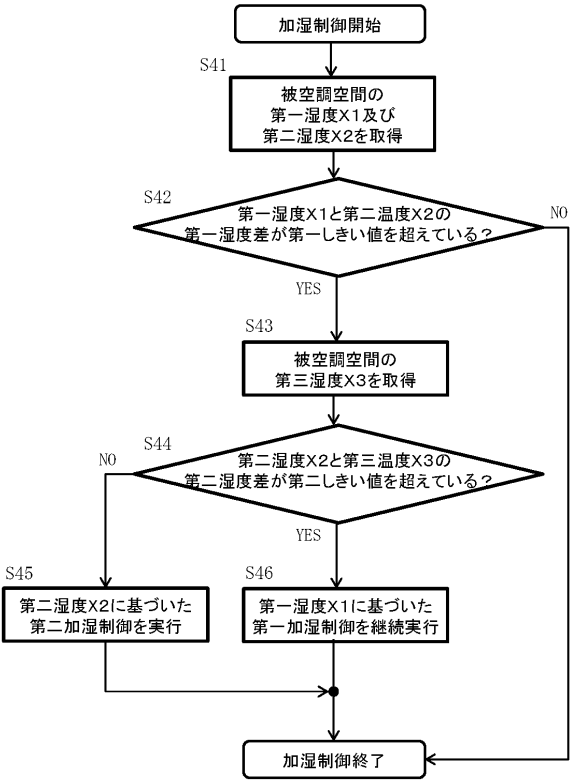 加湿制御開始
S41
被空調空間の
第一湿度X1及び
第二湿度X2を取得
S42
第一湿度X1と第二温度X2の
第一湿度差が第一しきい値を超えている?
NO
YES
S43
被空調空間の
第三湿度X3を取得
S44
第二湿度X2と第三温度X3の
第二湿度差が第二しきい値を超えている?
NO
YES
S45
第二湿度X2に基づいた
第二加湿制御を実行
S46
第一湿度X1に基づいた
第一加湿制御を継続実行
加湿制御終了